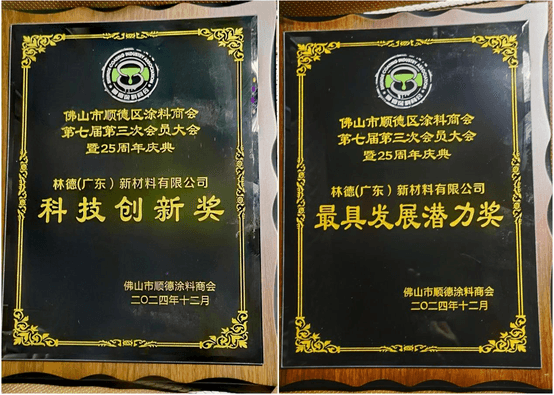 佛山市顺德区涂料商会
第七届第三次会员大会
暨25周年庆典
林德(广东)新材料有限公司
科技创新奖
佛山市顺德涂料商会
二〇二四年十二月
佛山市顺德区涂料商会
第七届第三次会员大会
暨25周年庆典
林德(广东)新材料有限公司
最具发展潜力奖
佛山市顺德涂料商会
二〇二四年十二月